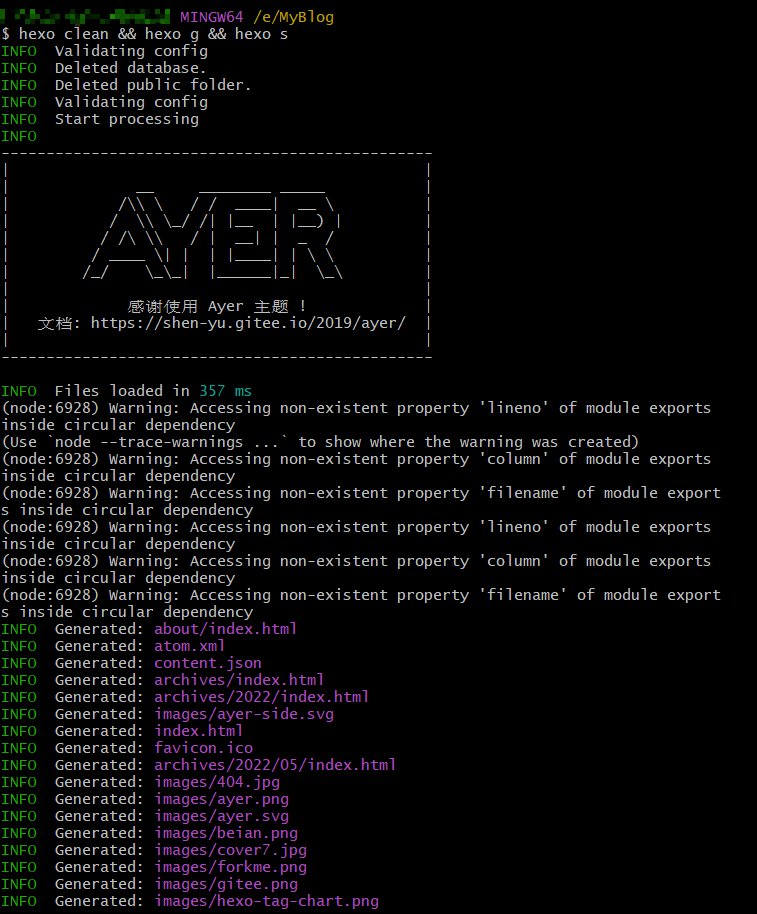 MINGW64 /e/MyBlog
$ hexo clean && hexo g && hexo s
INFO  Validating config
INFO  Deleted database.
INFO  Deleted public folder.
INFO  Validating config
INFO  Start processing
INFO
AYER
感谢使用 Ayer 主题 !
文档: https://shen-yu.gitee.io/2019/ayer/
INFO  Files loaded in 357 ms
(node:6928) Warning: Accessing non-existent property 'lineno' of module exports
inside circular dependency
(Use `node --trace-warnings ...` to show where the warning was created)
(node:6928) Warning: Accessing non-existent property 'column' of module exports
inside circular dependency
(node:6928) Warning: Accessing non-existent property 'filename' of module export
s inside circular dependency
(node:6928) Warning: Accessing non-existent property 'lineno' of module exports
inside circular dependency
(node:6928) Warning: Accessing non-existent property 'column' of module exports
inside circular dependency
(node:6928) Warning: Accessing non-existent property 'filename' of module export
s inside circular dependency
INFO  Generated: about/index.html
INFO  Generated: atom.xml
INFO  Generated: content.json
INFO  Generated: archives/index.html
INFO  Generated: archives/2022/index.html
INFO  Generated: images/ayer-side.svg
INFO  Generated: index.html
INFO  Generated: favicon.ico
INFO  Generated: archives/2022/05/index.html
INFO  Generated: images/404.jpg
INFO  Generated: images/ayer.png
INFO  Generated: images/ayer.svg
INFO  Generated: images/beian.png
INFO  Generated: images/cover7.jpg
INFO  Generated: images/forkme.png
INFO  Generated: images/gitee.png
INFO  Generated: images/hexo-tag-chart.png